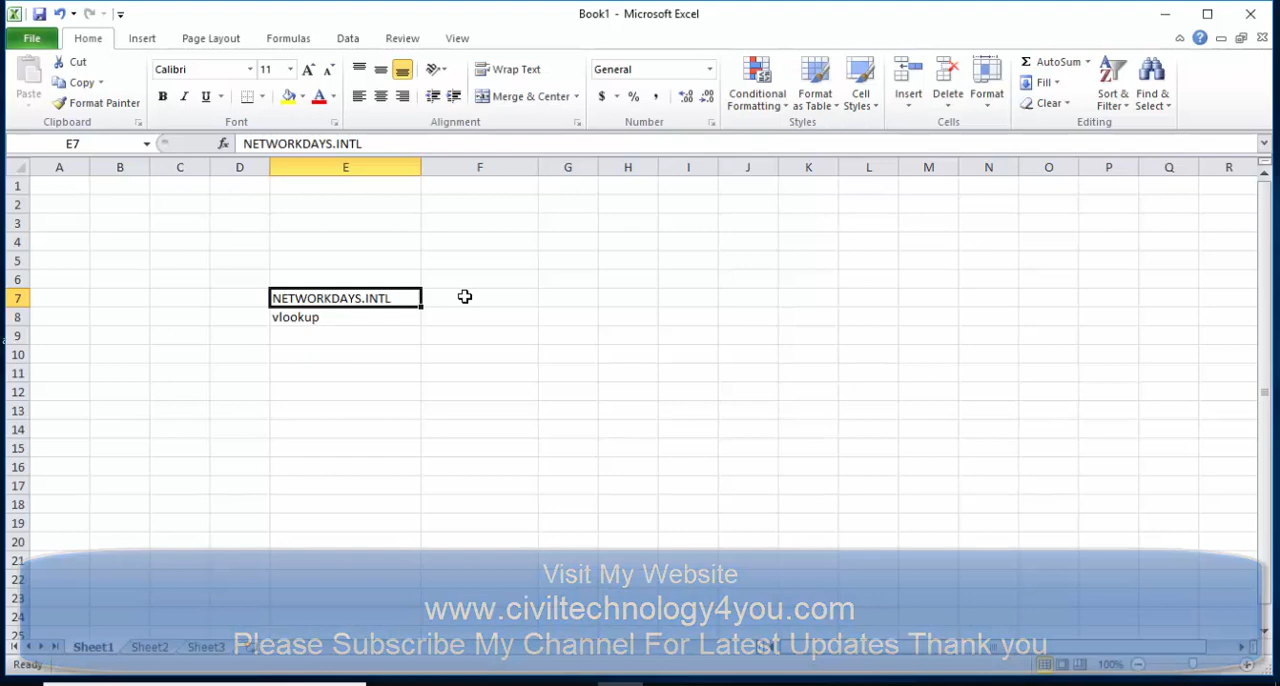 Book1 - Microsoft Excel
File Home Insert Page Layout Formulas Data Review View
Paste Cut Copy Format Painter
Calibri 11
B I U A
Wrap Text
Merge & Center
General
$ % ,
Conditional Formatting Format as Table Cell Styles
Insert Delete Format
Σ AutoSum
Fill
Clear
Sort & Filter Find & Select
Clipboard Font Alignment Number Styles Cells Editing
E7 fx NETWORKDAYS.INTL
A B C D E F G H I J K L M N O P Q R
1
2
3
4
5
6
7 NETWORKDAYS.INTL
8 vlookup
9
10
11
12
13
14
15
16
17
18
19
20
21
22
23
24
25
Visit My Website
www.civiltechnology4you.com
Please Subscribe My Channel For Latest Updates Thank you
Sheet1 Sheet2 Sheet3
Ready 100%